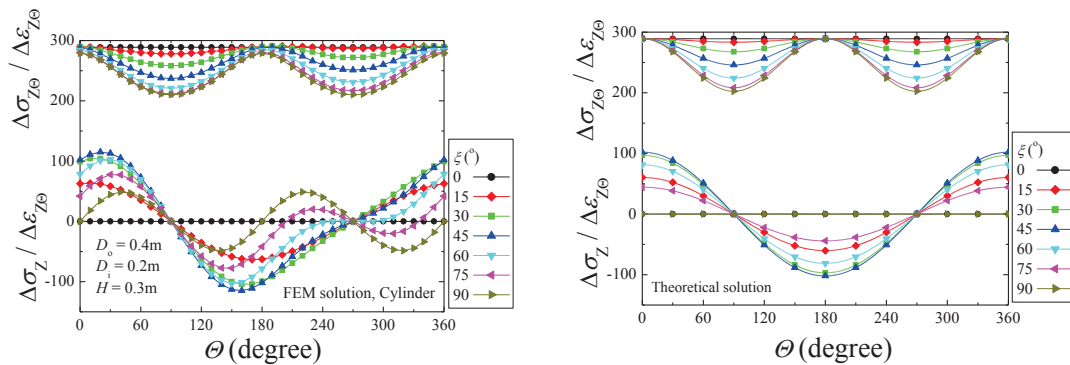 Δσ_ZΘ / Δε_ZΘ
Δσ_Z / Δε_ZΘ
300
200
100
0
-100
0 60 120 180 240 300 360
Θ (degree)
D_o = 0.4m
D_i = 0.2m
H = 0.3m
FEM solution, Cylinder
ξ (°)
0
15
30
45
60
75
90
Δσ_ZΘ / Δε_ZΘ
Δσ_Z / Δε_ZΘ
300
200
100
0
-100
0 60 120 180 240 300 360
Θ (degree)
Theoretical solution
ξ (°)
0
15
30
45
60
75
90